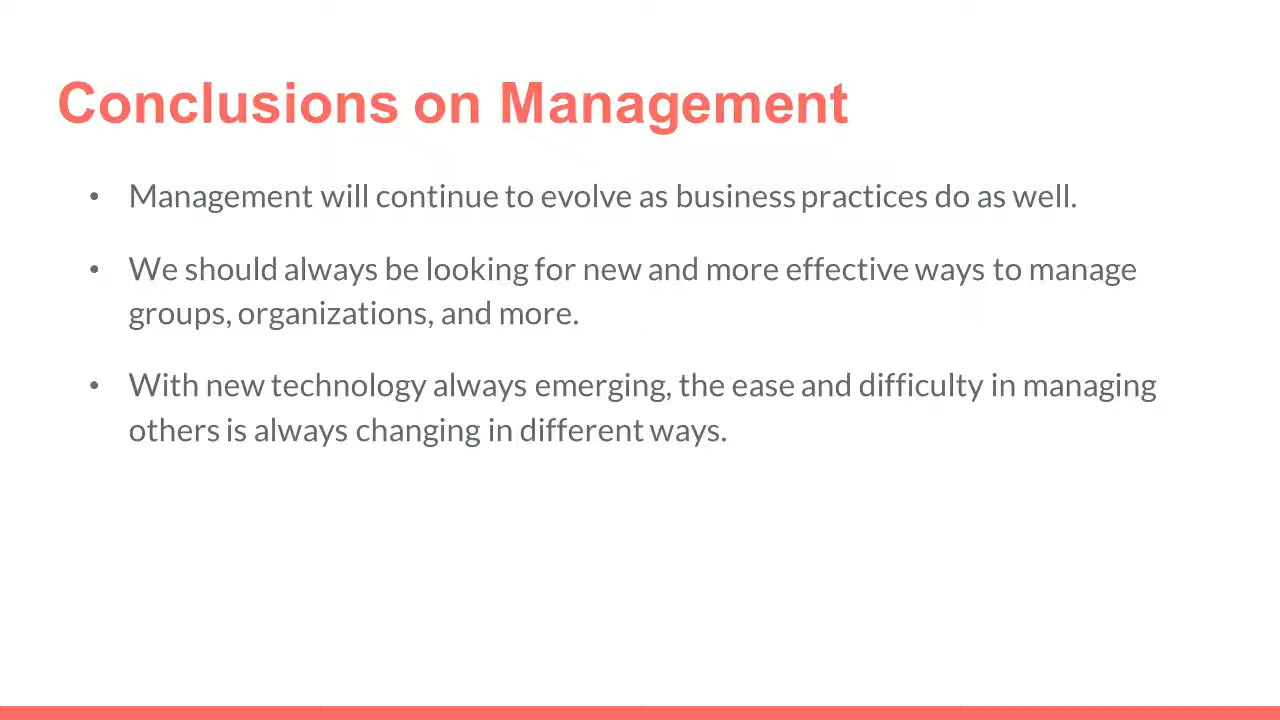 Conclusions on Management
• Management will continue to evolve as business practices do as well.
• We should always be looking for new and more effective ways to manage
groups, organizations, and more.
• With new technology always emerging, the ease and difficulty in managing
others is always changing in different ways.